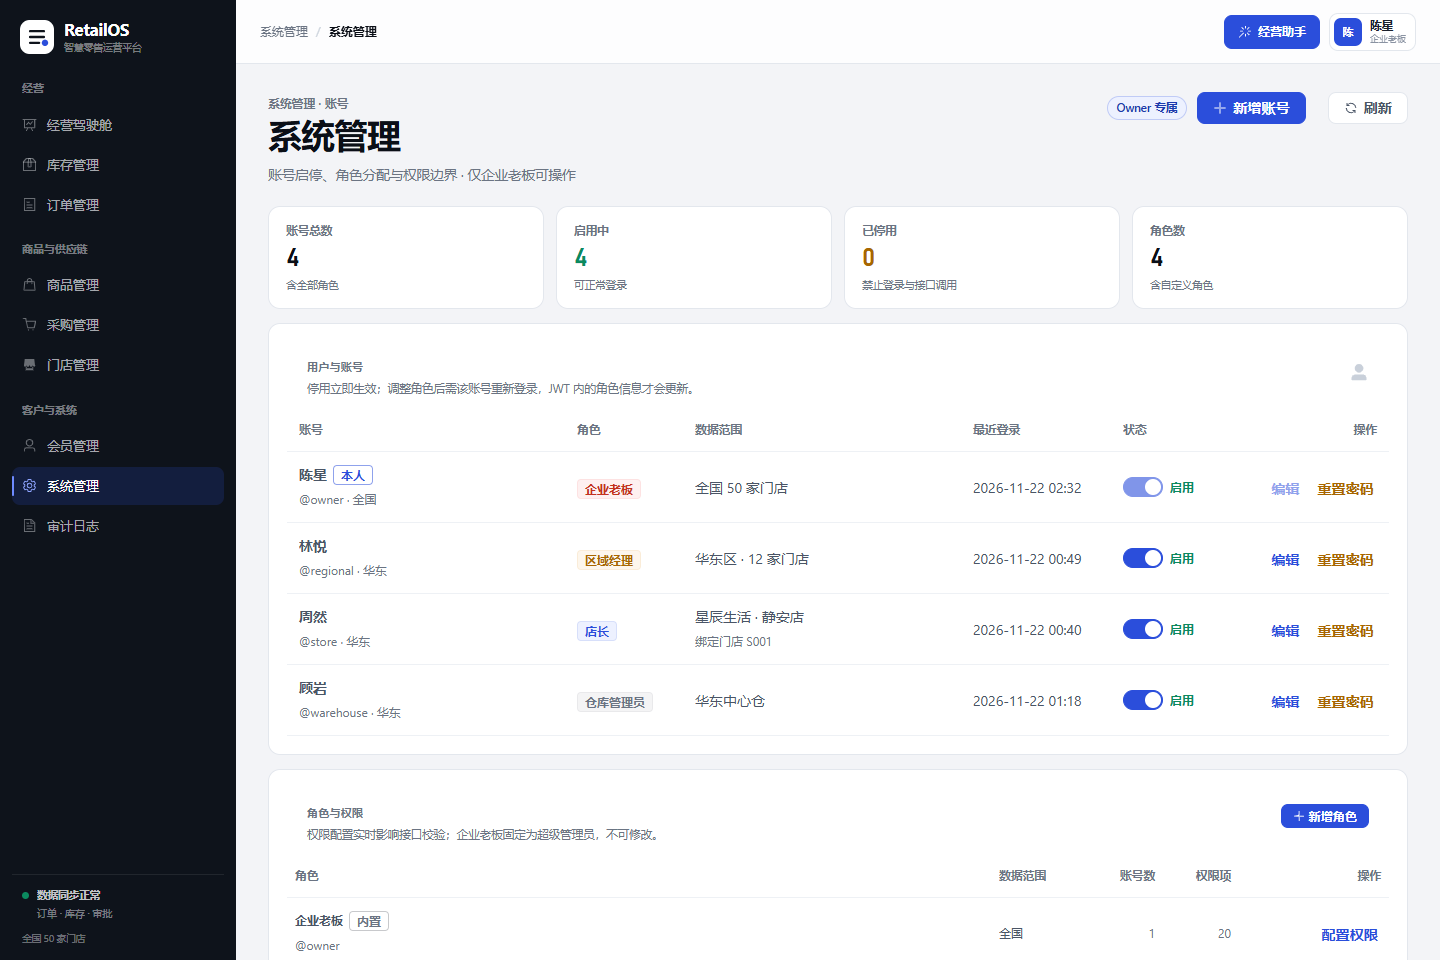 RetailOS
智慧零售运营平台
经营
经营驾驶舱
库存管理
订单管理
商品与供应链
商品管理
采购管理
门店管理
客户与系统
会员管理
系统管理
审计日志
数据同步正常
订单 · 库存 · 审批
全国 50 家门店
系统管理 / 系统管理
经营助手
陈
陈星
企业老板
系统管理 · 账号
系统管理
账号启停、角色分配与权限边界 · 仅企业老板可操作
Owner 专属
新增账号
刷新
账号总数
4
含全部角色
启用中
4
可正常登录
已停用
0
禁止登录与接口调用
角色数
4
含自定义角色
用户与账号
停用立即生效；调整角色后需该账号重新登录，JWT 内的角色信息才会更新。
账号 角色 数据范围 最近登录 状态 操作
陈星 本人
@owner · 全国
企业老板 全国 50 家门店 2026-11-22 02:32 启用 编辑 重置密码
林悦
@regional · 华东
区域经理 华东区 · 12 家门店 2026-11-22 00:49 启用 编辑 重置密码
周然
@store · 华东
店长 星辰生活 · 静安店
绑定门店 S001
2026-11-22 00:40 启用 编辑 重置密码
顾岩
@warehouse · 华东
仓库管理员 华东中心仓 2026-11-22 01:18 启用 编辑 重置密码
角色与权限
权限配置实时影响接口校验；企业老板固定为超级管理员，不可修改。
新增角色
角色 数据范围 账号数 权限项 操作
企业老板 内置
@owner
全国 1 20 配置权限